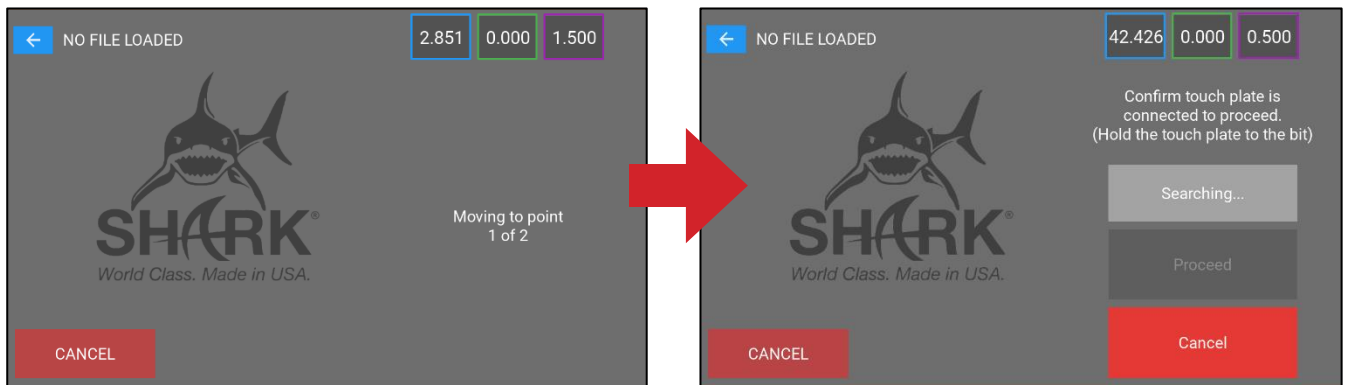 NO FILE LOADED
2.851 0.000 1.500
SHARK®
World Class. Made in USA.
Moving to point
1 of 2
CANCEL
NO FILE LOADED
42.426 0.000 0.500
Confirm touch plate is
connected to proceed.
(Hold the touch plate to the bit)
SHARK®
World Class. Made in USA.
Searching...
Proceed
Cancel
CANCEL